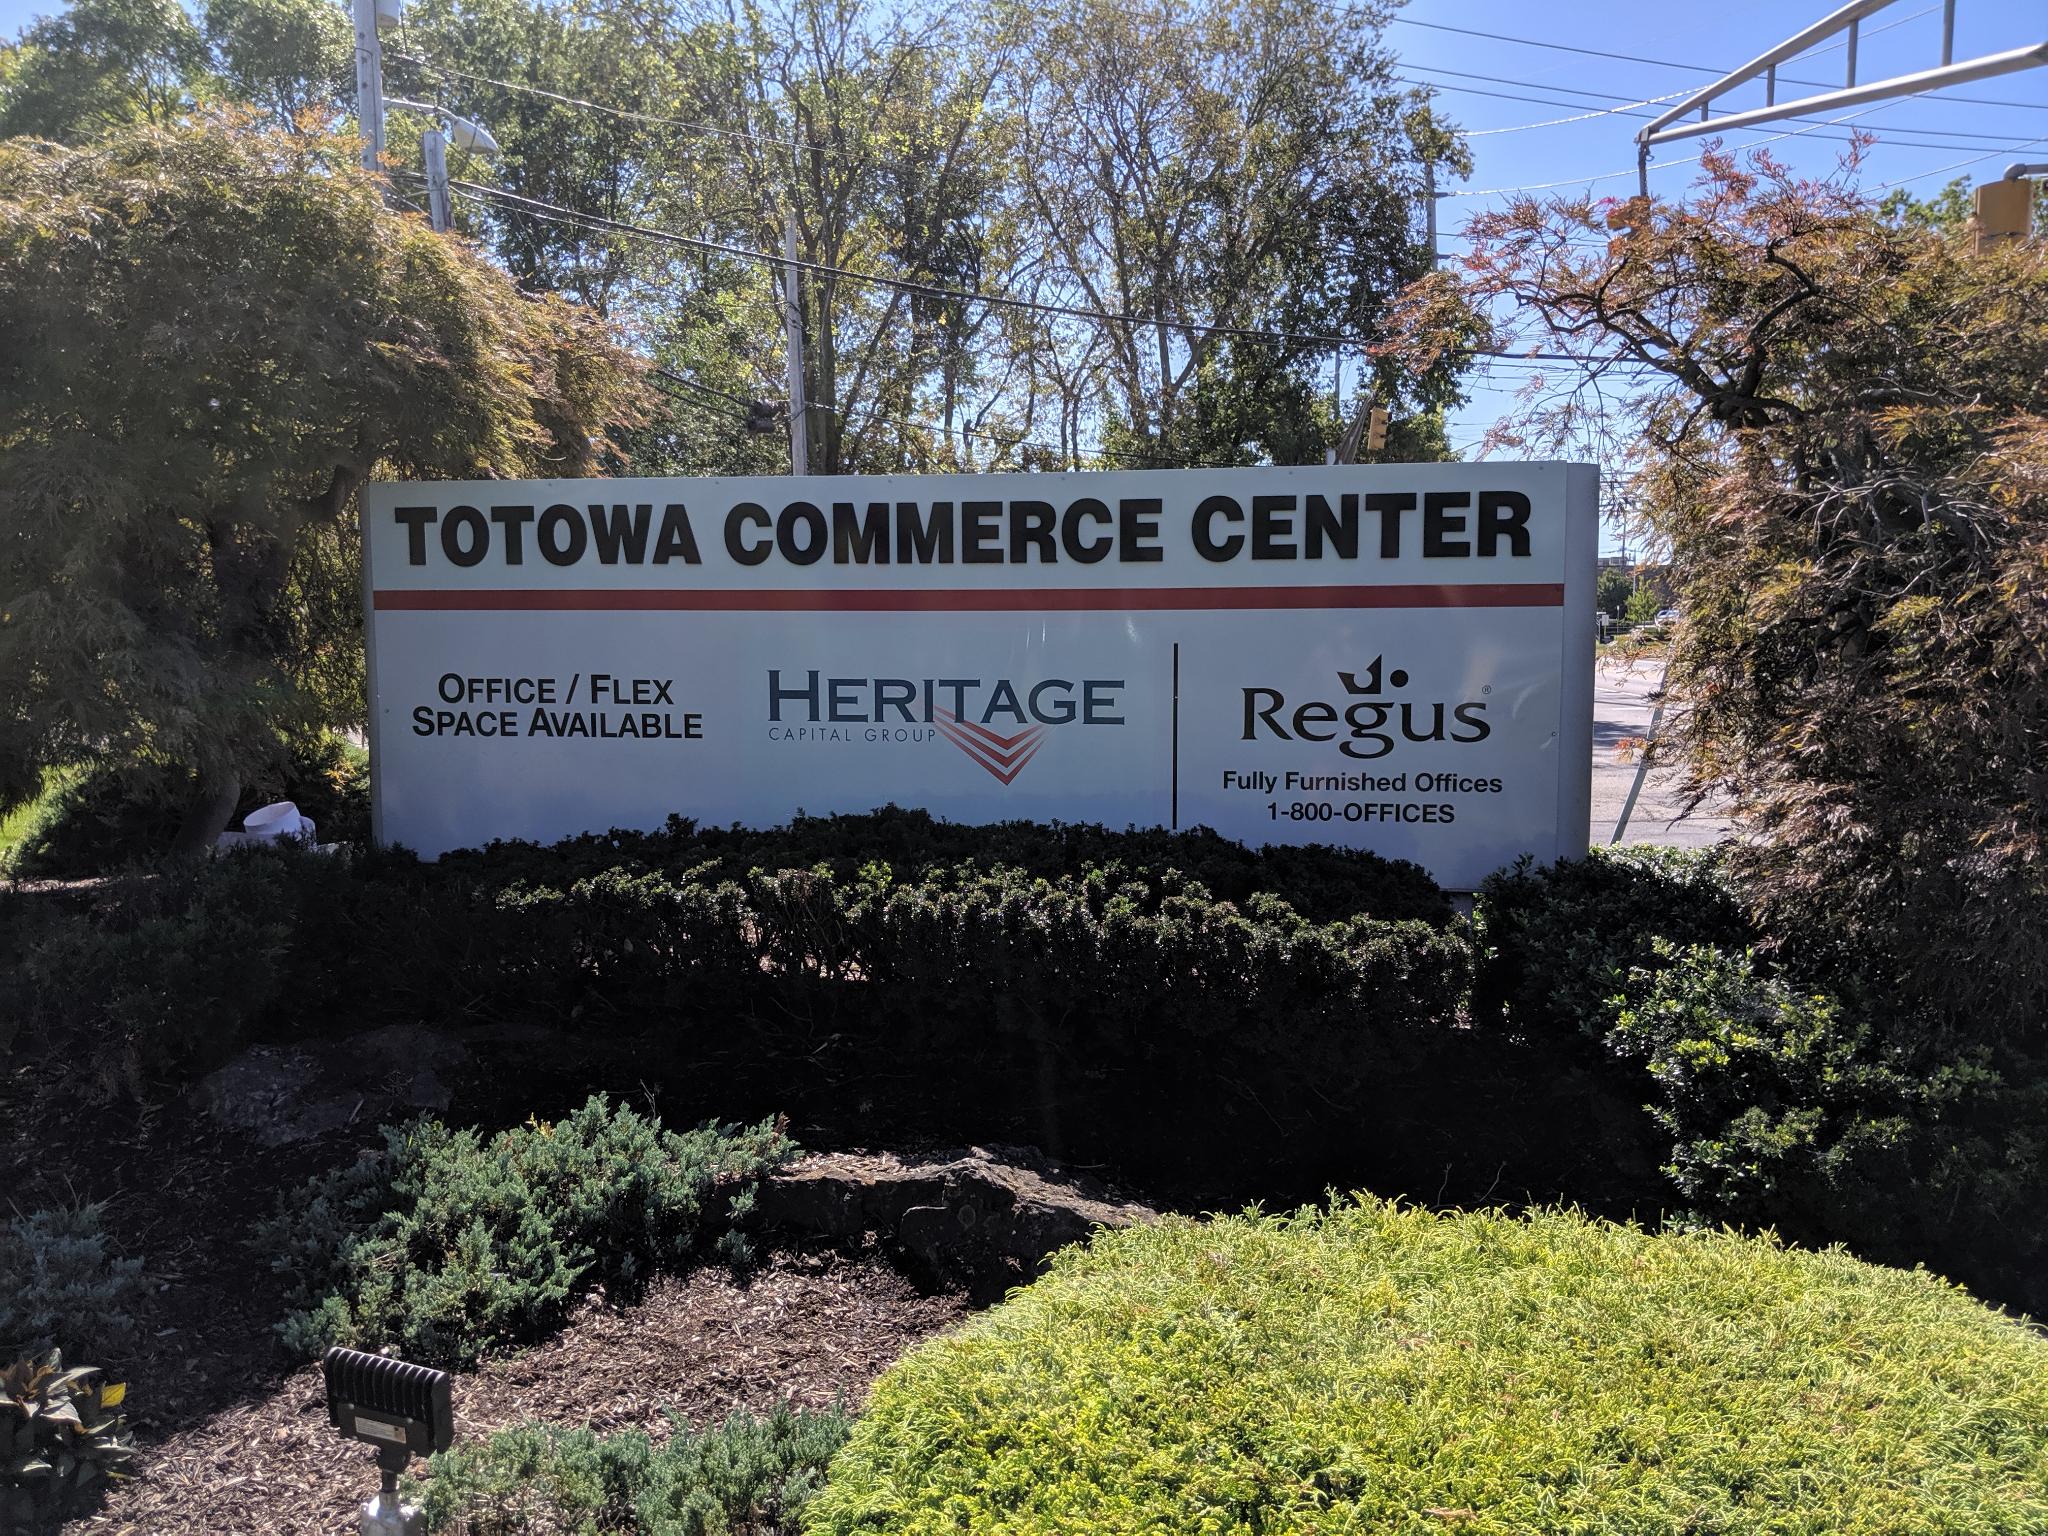 TOTOWA COMMERCE CENTER
OFFICE / FLEX
SPACE AVAILABLE
HERITAGE
CAPITAL GROUP
Regus®
Fully Furnished Offices
1-800-OFFICES